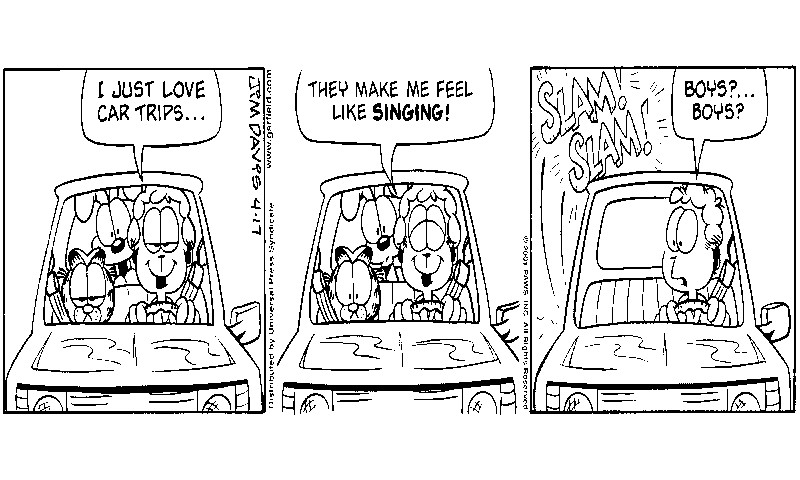 I JUST LOVE
CAR TRIPS...
JIM DAVIS 4·17
www.garfield.com
Distributed by Universal Press Syndicate
THEY MAKE ME FEEL
LIKE SINGING!
SLAM!
SLAM!
BOYS?...
BOYS?
PAWS, INC. All Rights Reserved